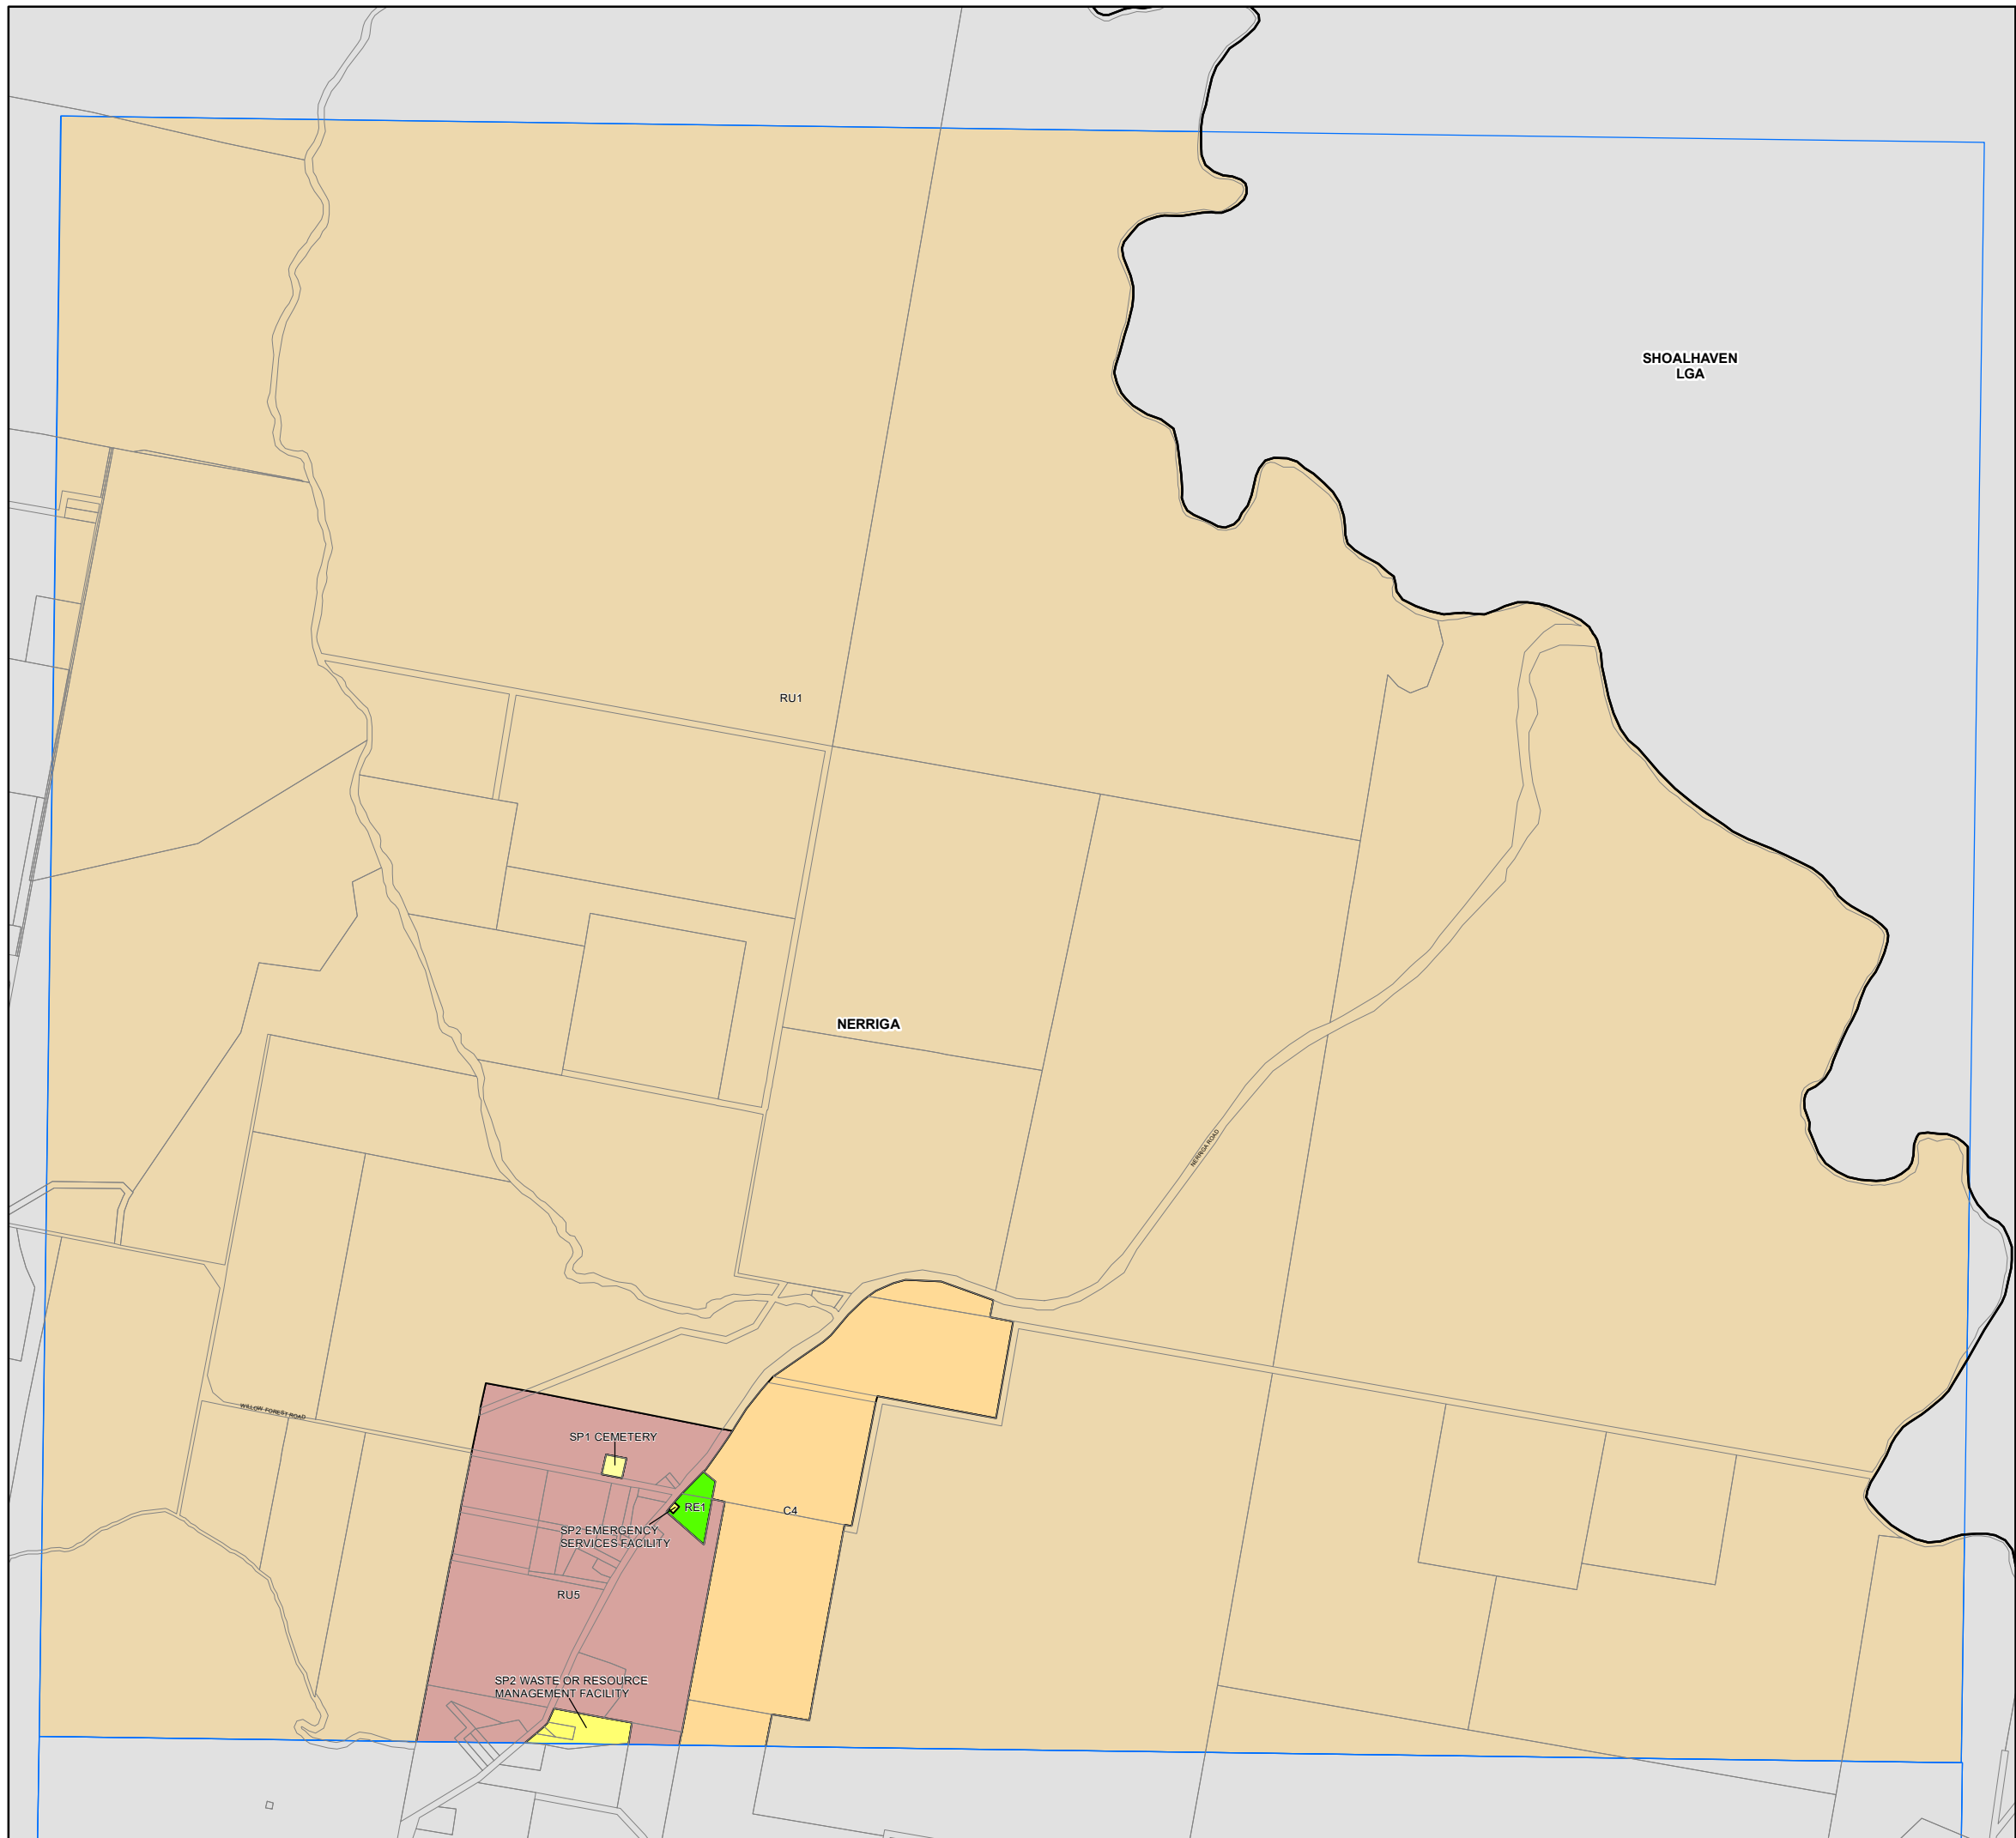 SHOALHAVEN
LGA
RU1
NERRIGA
NERRIGA ROAD
WILLOW FOREST ROAD
SP1 CEMETERY
RE1
C4
SP2 EMERGENCY
SERVICES FACILITY
RU5
SP2 WASTE OR RESOURCE
MANAGEMENT FACILITY